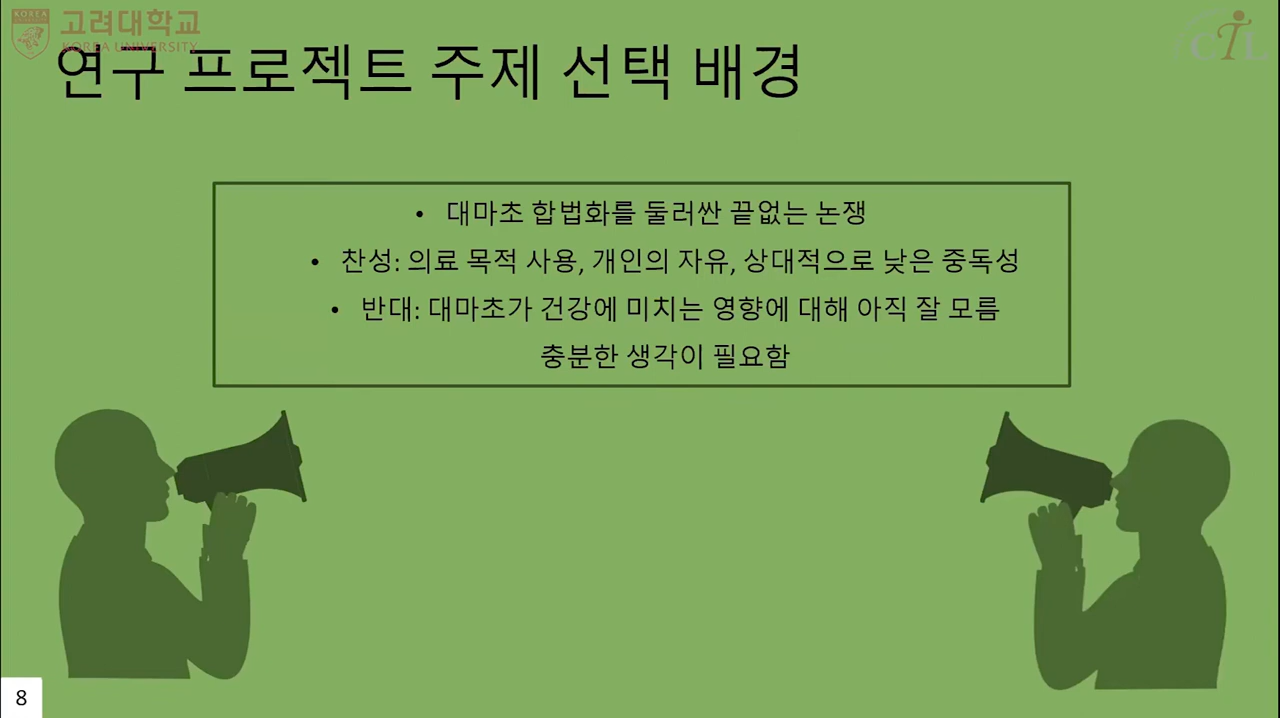 고려대학교
KOREA UNIVERSITY
CTL
연구 프로젝트 주제 선택 배경
• 대마초 합법화를 둘러싼 끝없는 논쟁
• 찬성: 의료 목적 사용, 개인의 자유, 상대적으로 낮은 중독성
• 반대: 대마초가 건강에 미치는 영향에 대해 아직 잘 모름
충분한 생각이 필요함
8